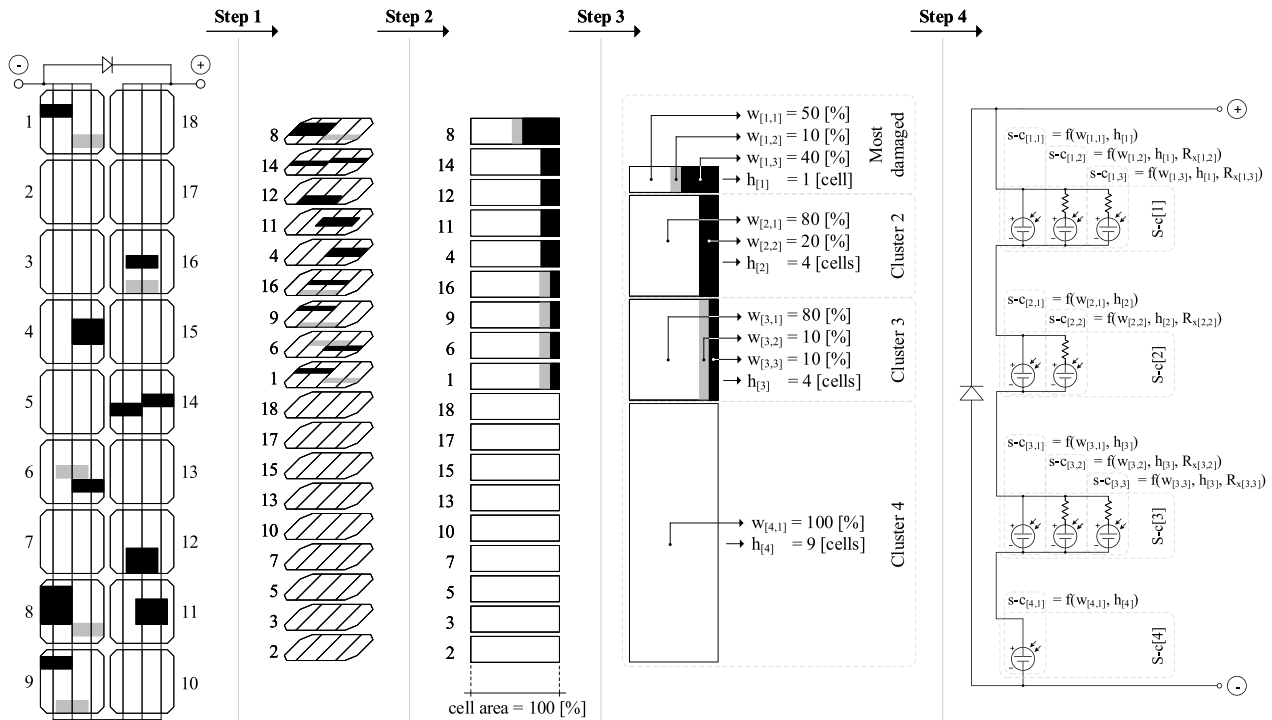 Step 1
Step 2
Step 3
Step 4
-
+
1
18
2
17
3
16
4
15
5
14
6
13
7
12
8
11
9
10
8
14
12
11
4
16
9
6
1
18
17
15
13
10
7
5
3
2
8
14
12
11
4
16
9
6
1
18
17
15
13
10
7
5
3
2
cell area = 100 [%]
w[1,1] = 50 [%]
w[1,2] = 10 [%]
w[1,3] = 40 [%]
h[1] = 1 [cell]
Most
damaged
w[2,1] = 80 [%]
w[2,2] = 20 [%]
h[2] = 4 [cells]
Cluster 2
w[3,1] = 80 [%]
w[3,2] = 10 [%]
w[3,3] = 10 [%]
h[3] = 4 [cells]
Cluster 3
w[4,1] = 100 [%]
h[4] = 9 [cells]
Cluster 4
+
s-c[1,1] = f(w[1,1], h[1])
s-c[1,2] = f(w[1,2], h[1], Rx[1,2])
s-c[1,3] = f(w[1,3], h[1], Rx[1,3])
S-c[1]
s-c[2,1] = f(w[2,1], h[2])
s-c[2,2] = f(w[2,2], h[2], Rx[2,2])
S-c[2]
s-c[3,1] = f(w[3,1], h[3])
s-c[3,2] = f(w[3,2], h[3], Rx[3,2])
s-c[3,3] = f(w[3,3], h[3], Rx[3,3])
S-c[3]
s-c[4,1] = f(w[4,1], h[4])
S-c[4]
-